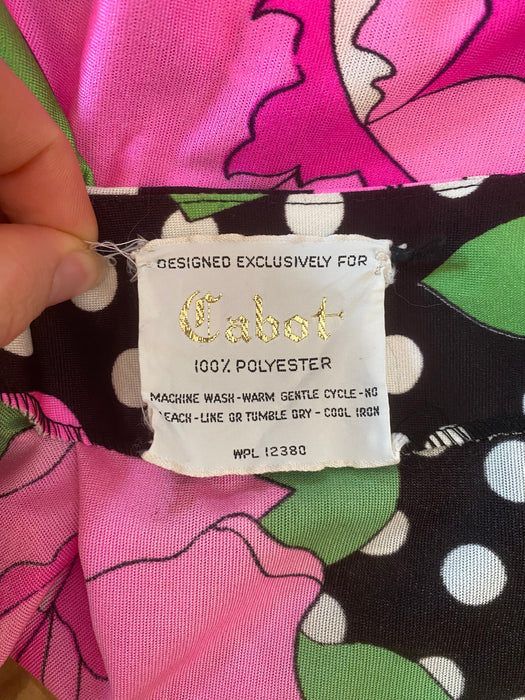 DESIGNED EXCLUSIVELY FOR
Cabot
100% POLYESTER
MACHINE WASH-WARM GENTLE CYCLE-NO
LEACH-LINE OR TUMBLE DRY - COOL IRON
WPL 12380